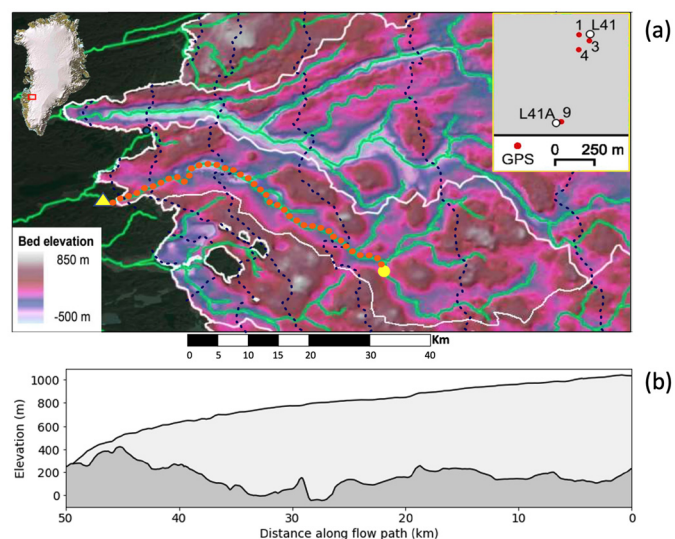 (a)
1 L41
3
4
L41A 9
GPS
0 250 m
Bed elevation
850 m
-500 m
Km
0 5 10 15 20 30 40
(b)
1000
800
600
400
200
0
Elevation (m)
50 40 30 20 10 0
Distance along flow path (km)